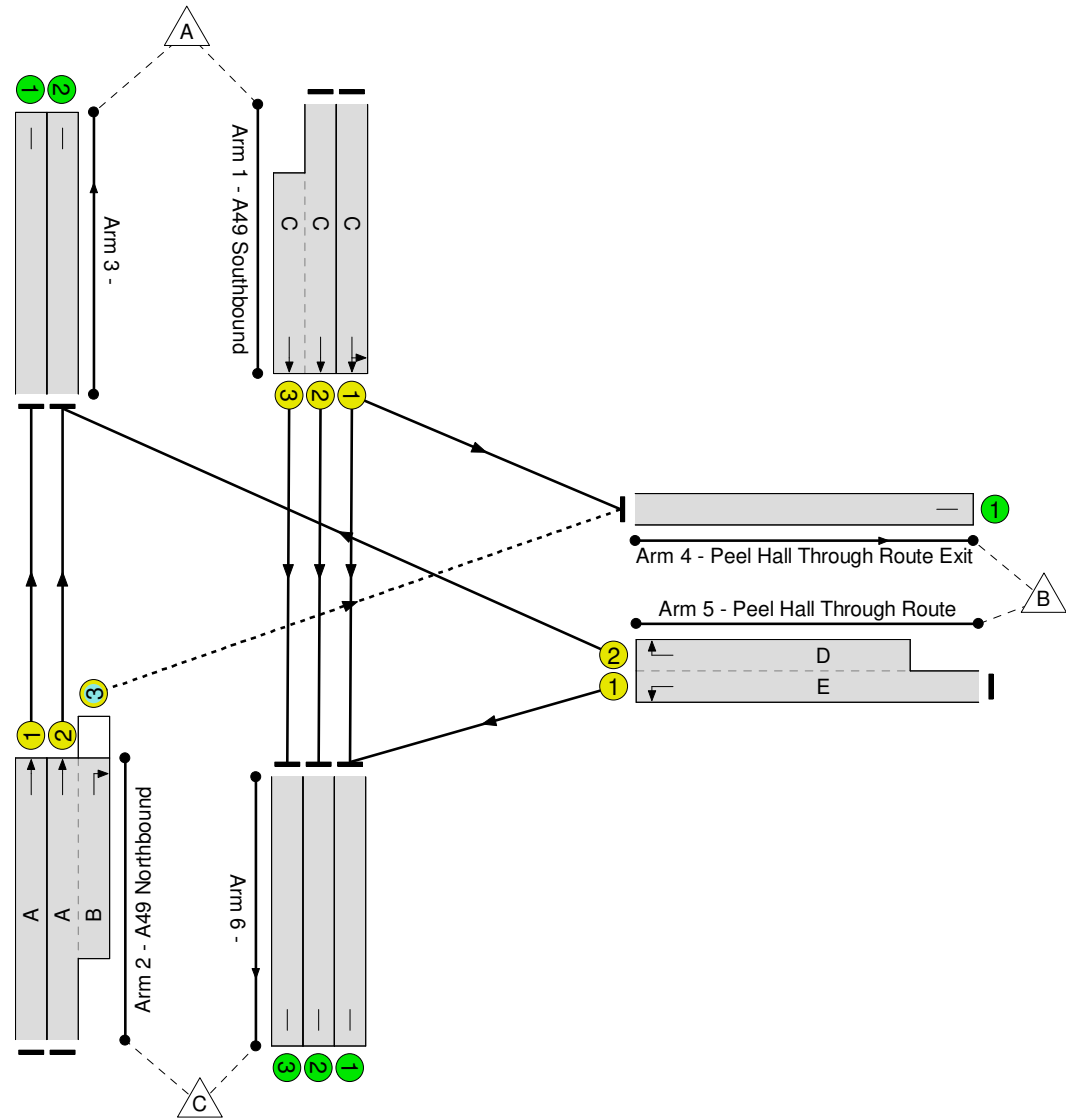 A
1
2
Arm 3 -
Arm 1 - A49 Southbound
C
C
C
3
2
1
1
Arm 4 - Peel Hall Through Route Exit
B
Arm 5 - Peel Hall Through Route
2
D
1
E
3
1
2
A
A
B
Arm 2 - A49 Northbound
Arm 6 -
3
2
1
C